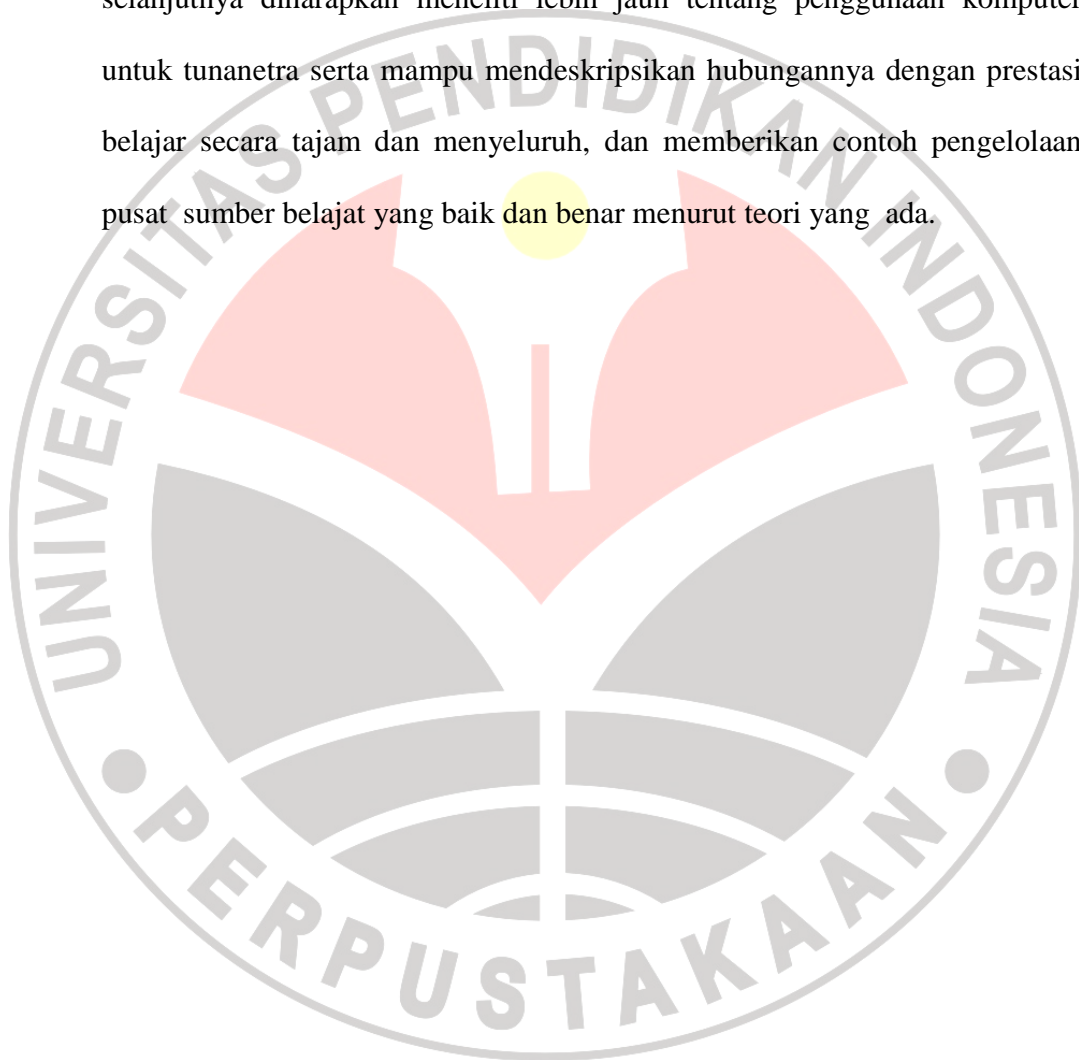 selanjutnya diharapkan meneliti lebih jauh tentang penggunaan komputer
untuk tunanetra serta mampu mendeskripsikan hubungannya dengan prestasi
belajar secara tajam dan menyeluruh, dan memberikan contoh pengelolaan
pusat sumber belajat yang baik dan benar menurut teori yang ada.
UNIVERSITAS PENDIDIKAN INDONESIA
PERPUSTAKAAN